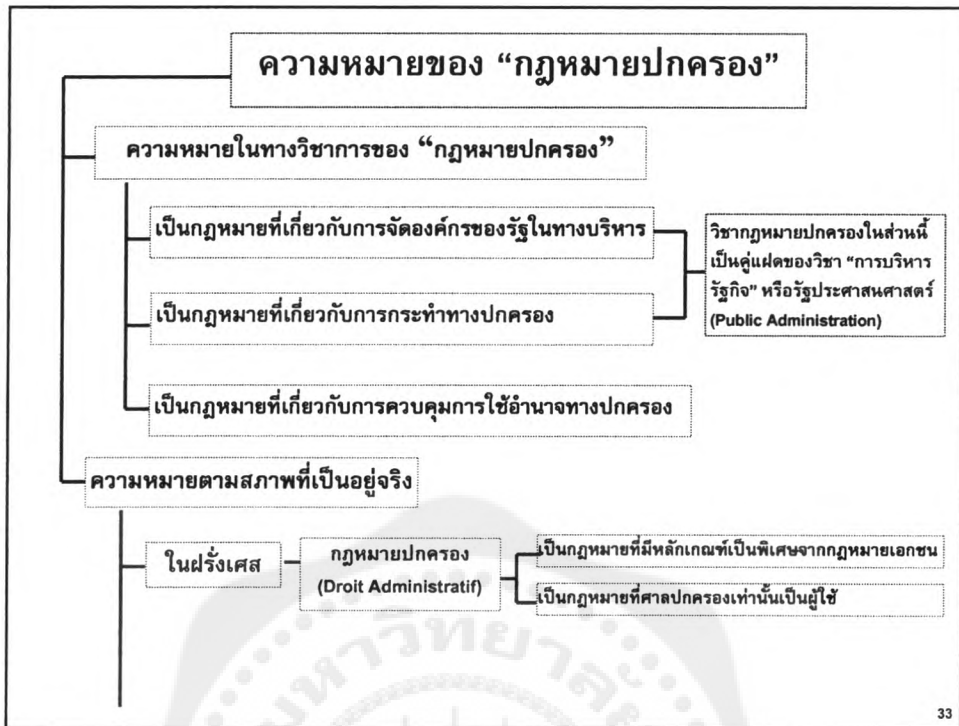 ความหมายของ “กฎหมายปกครอง”
ความหมายในทางวิชาการของ “กฎหมายปกครอง”
เป็นกฎหมายที่เกี่ยวกับการจัดองค์กรของรัฐในทางบริหาร
วิชากฎหมายปกครองในส่วนนี้
เป็นคู่แฝดของวิชา “การบริหาร
รัฐกิจ” หรือรัฐประศาสนศาสตร์
(Public Administration)
เป็นกฎหมายที่เกี่ยวกับการกระทำทางปกครอง
เป็นกฎหมายที่เกี่ยวกับการควบคุมการใช้อำนาจทางปกครอง
ความหมายตามสภาพที่เป็นอยู่จริง
ในฝรั่งเศส
กฎหมายปกครอง
(Droit Administratif)
เป็นกฎหมายที่มีหลักเกณฑ์เป็นพิเศษจากกฎหมายเอกชน
เป็นกฎหมายที่ศาลปกครองเท่านั้นเป็นผู้ใช้
33